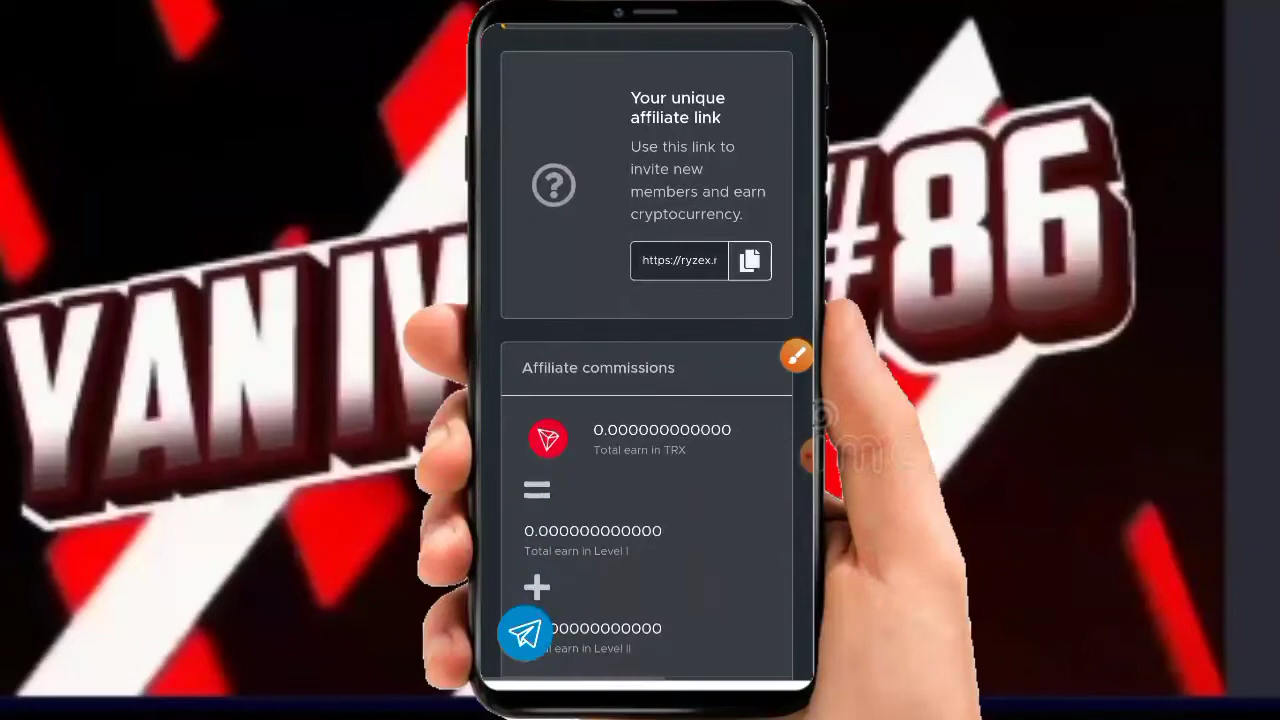 YAN IV
#86
Your unique
affiliate link
Use this link to
invite new
members and earn
cryptocurrency.
https://ryzex.r
Affiliate commissions
0.000000000000
Total earn in TRX
=
0.000000000000
Total earn in Level I
+
00000000000
earn in Level II